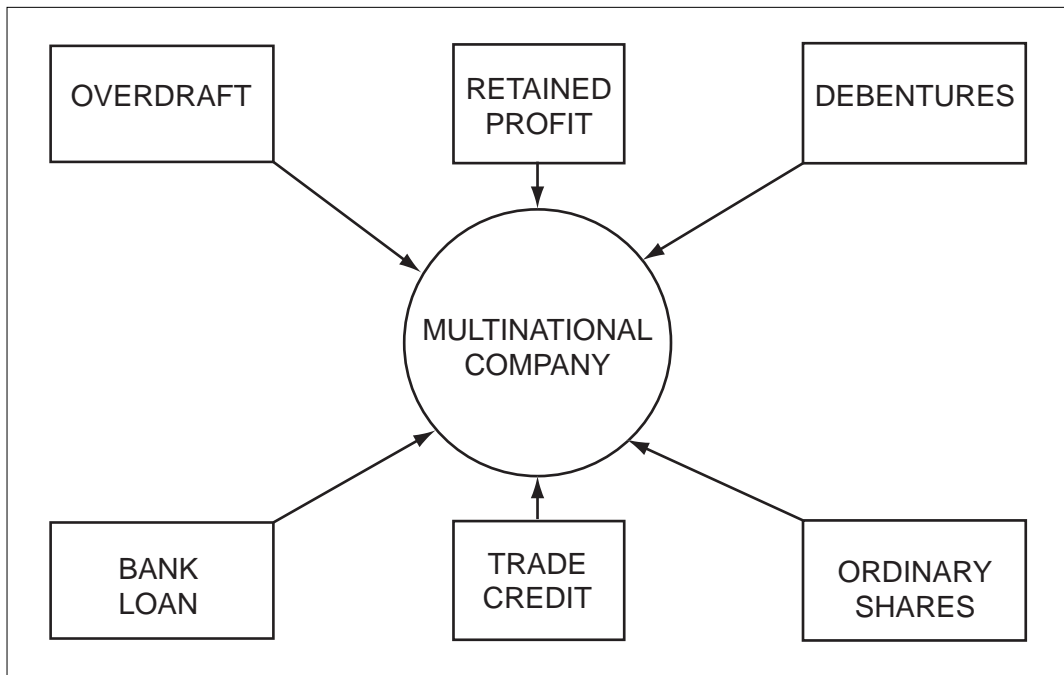 OVERDRAFT
RETAINED
PROFIT
DEBENTURES
MULTINATIONAL
COMPANY
BANK
LOAN
TRADE
CREDIT
ORDINARY
SHARES